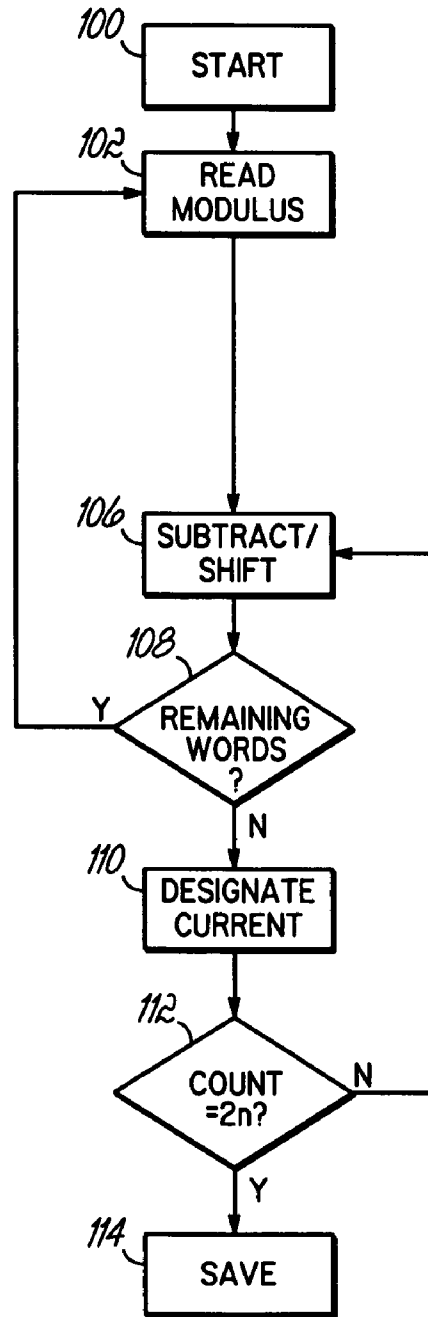 100
START
102
READ
MODULUS
106
SUBTRACT/
SHIFT
108
Y
REMAINING
WORDS
?
N
110
DESIGNATE
CURRENT
112
COUNT
=2n?
N
Y
114
SAVE